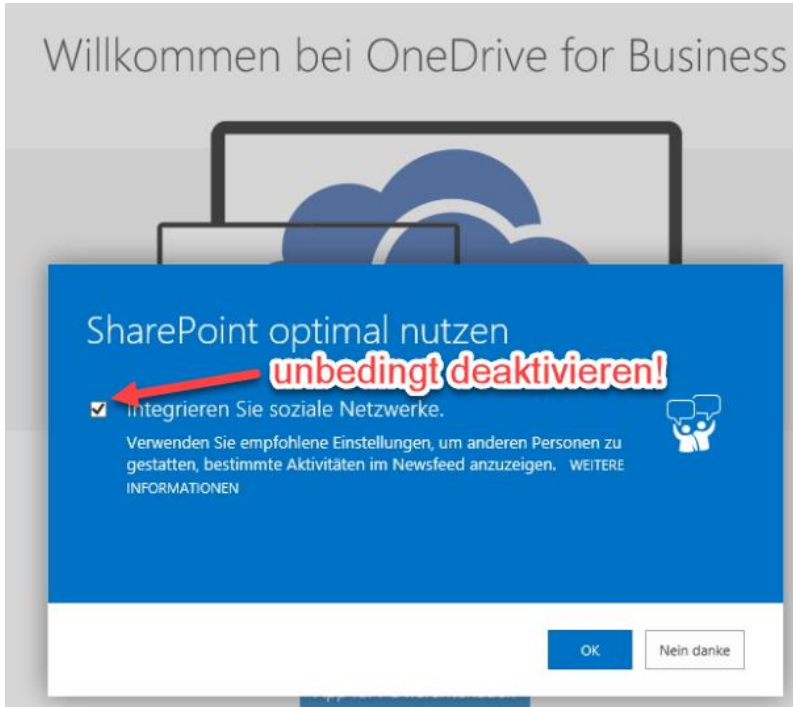 Willkommen bei OneDrive for Business
SharePoint optimal nutzen
unbedingt deaktivieren!
Integrieren Sie soziale Netzwerke.
Verwenden Sie empfohlene Einstellungen, um anderen Personen zu
gestatten, bestimmte Aktivitäten im Newsfeed anzuzeigen. WEITERE
INFORMATIONEN
OK
Nein danke